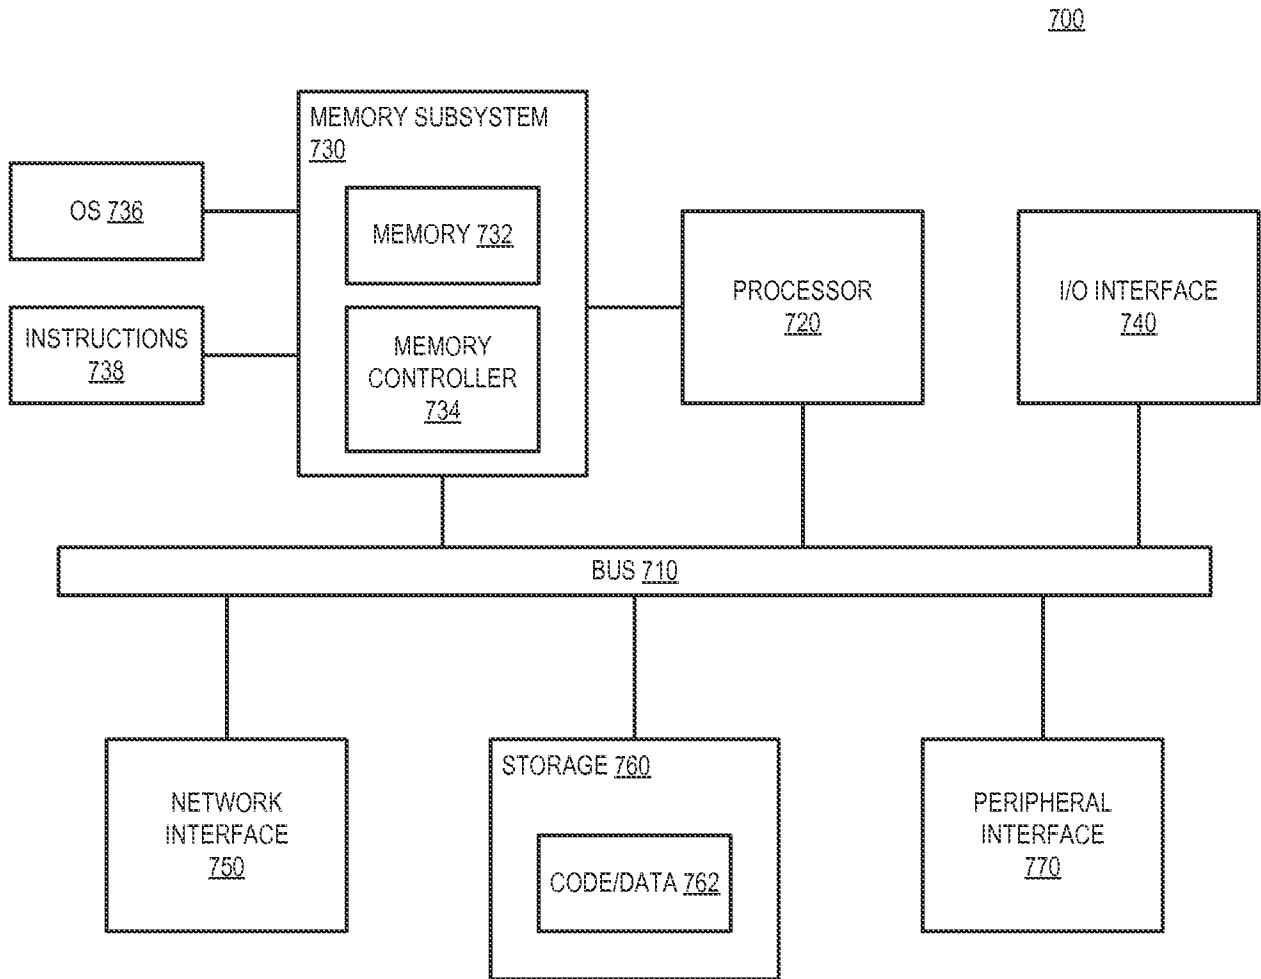 700
MEMORY SUBSYSTEM
730
OS 736
MEMORY 732
INSTRUCTIONS
738
MEMORY
CONTROLLER
734
PROCESSOR
720
I/O INTERFACE
740
BUS 710
NETWORK
INTERFACE
750
STORAGE 760
CODE/DATA 762
PERIPHERAL
INTERFACE
770